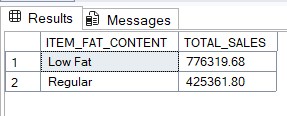 Results Messages
ITEM_FAT_CONTENT TOTAL_SALES
1 Low Fat 776319.68
2 Regular 425361.80